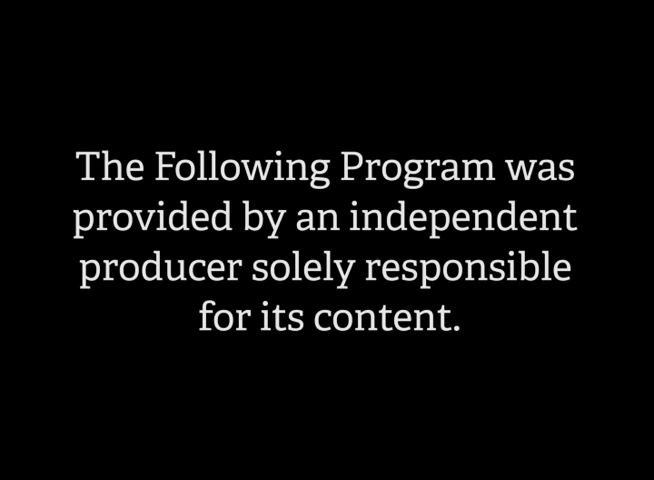 The Following Program was
provided by an independent
producer solely responsible
for its content.